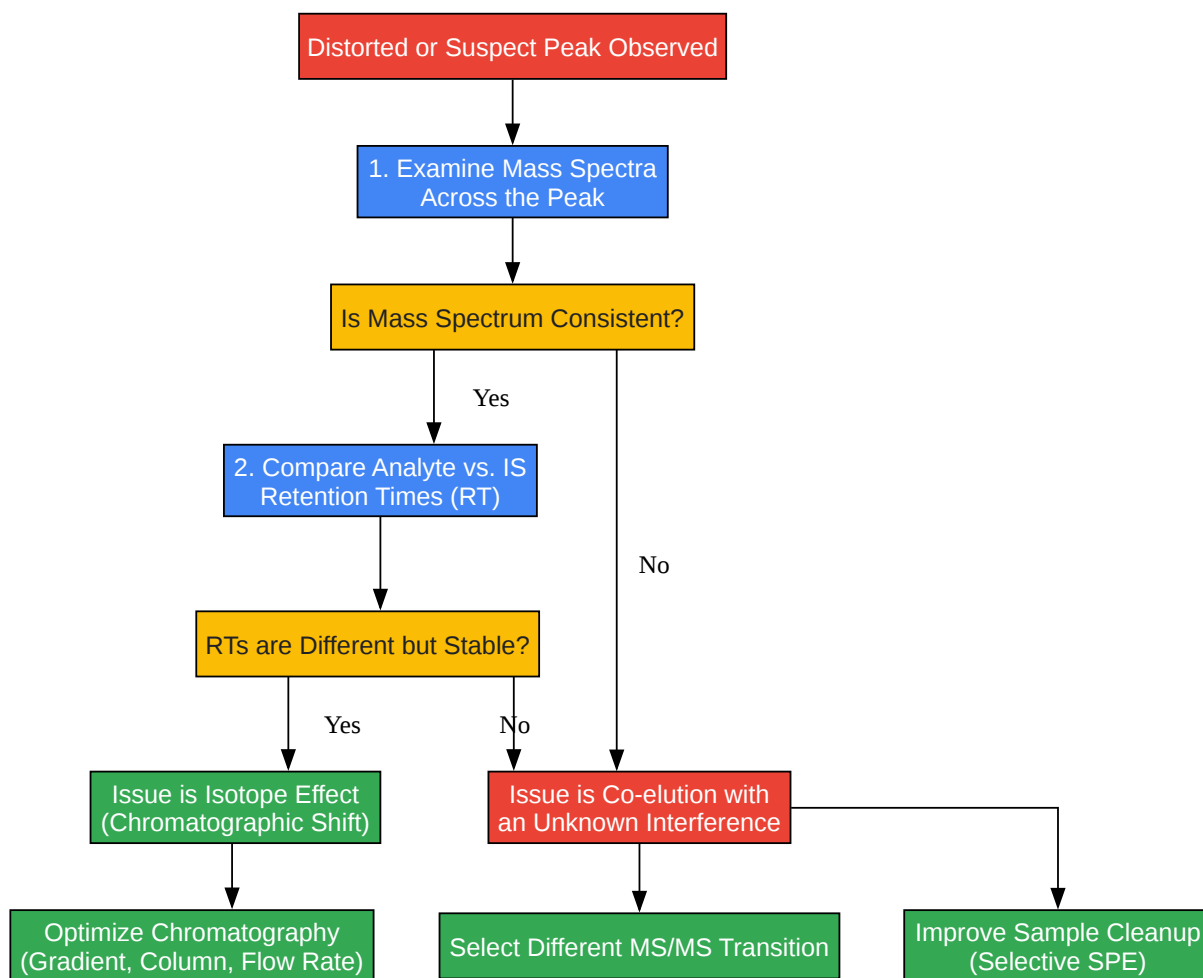 Distorted or Suspect Peak Observed
1. Examine Mass Spectra
Across the Peak
Is Mass Spectrum Consistent?
Yes
2. Compare Analyte vs. IS
Retention Times (RT)
No
RTs are Different but Stable?
Yes
No
Issue is Isotope Effect
(Chromatographic Shift)
Issue is Co-elution with
an Unknown Interference
Optimize Chromatography
(Gradient, Column, Flow Rate)
Select Different MS/MS Transition
Improve Sample Cleanup
(Selective SPE)